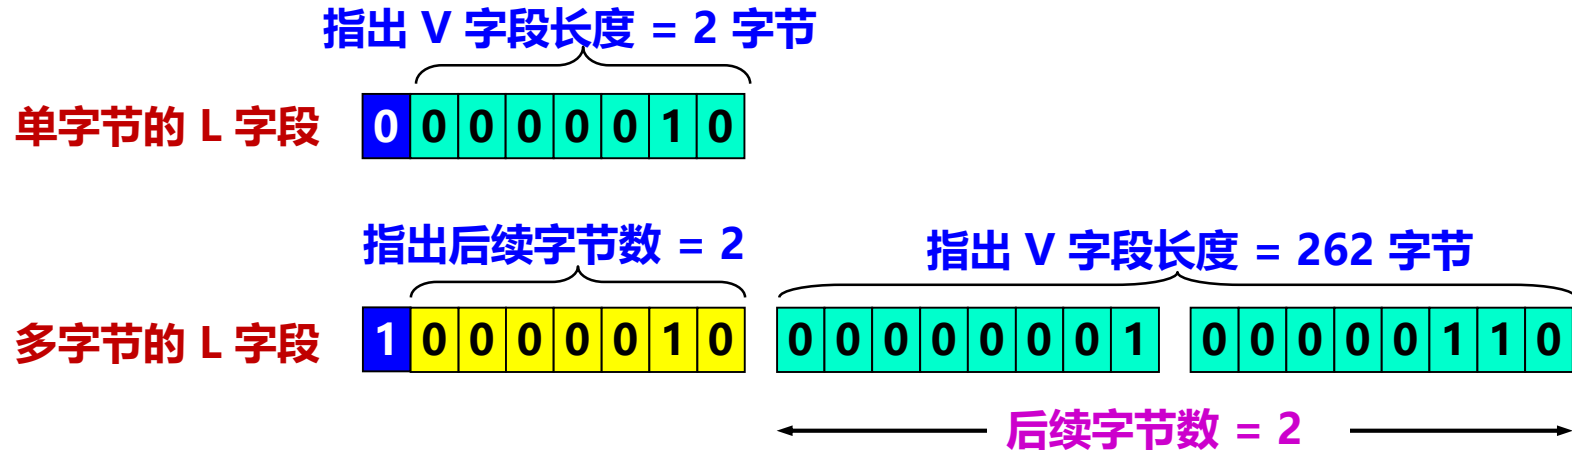 指出 V 字段长度 = 2 字节
单字节的 L 字段 0 0 0 0 0 0 1 0
指出后续字节数 = 2 指出 V 字段长度 = 262 字节
多字节的 L 字段 1 0 0 0 0 0 1 0 0 0 0 0 0 0 0 1 0 0 0 0 0 1 1 0
后续字节数 = 2